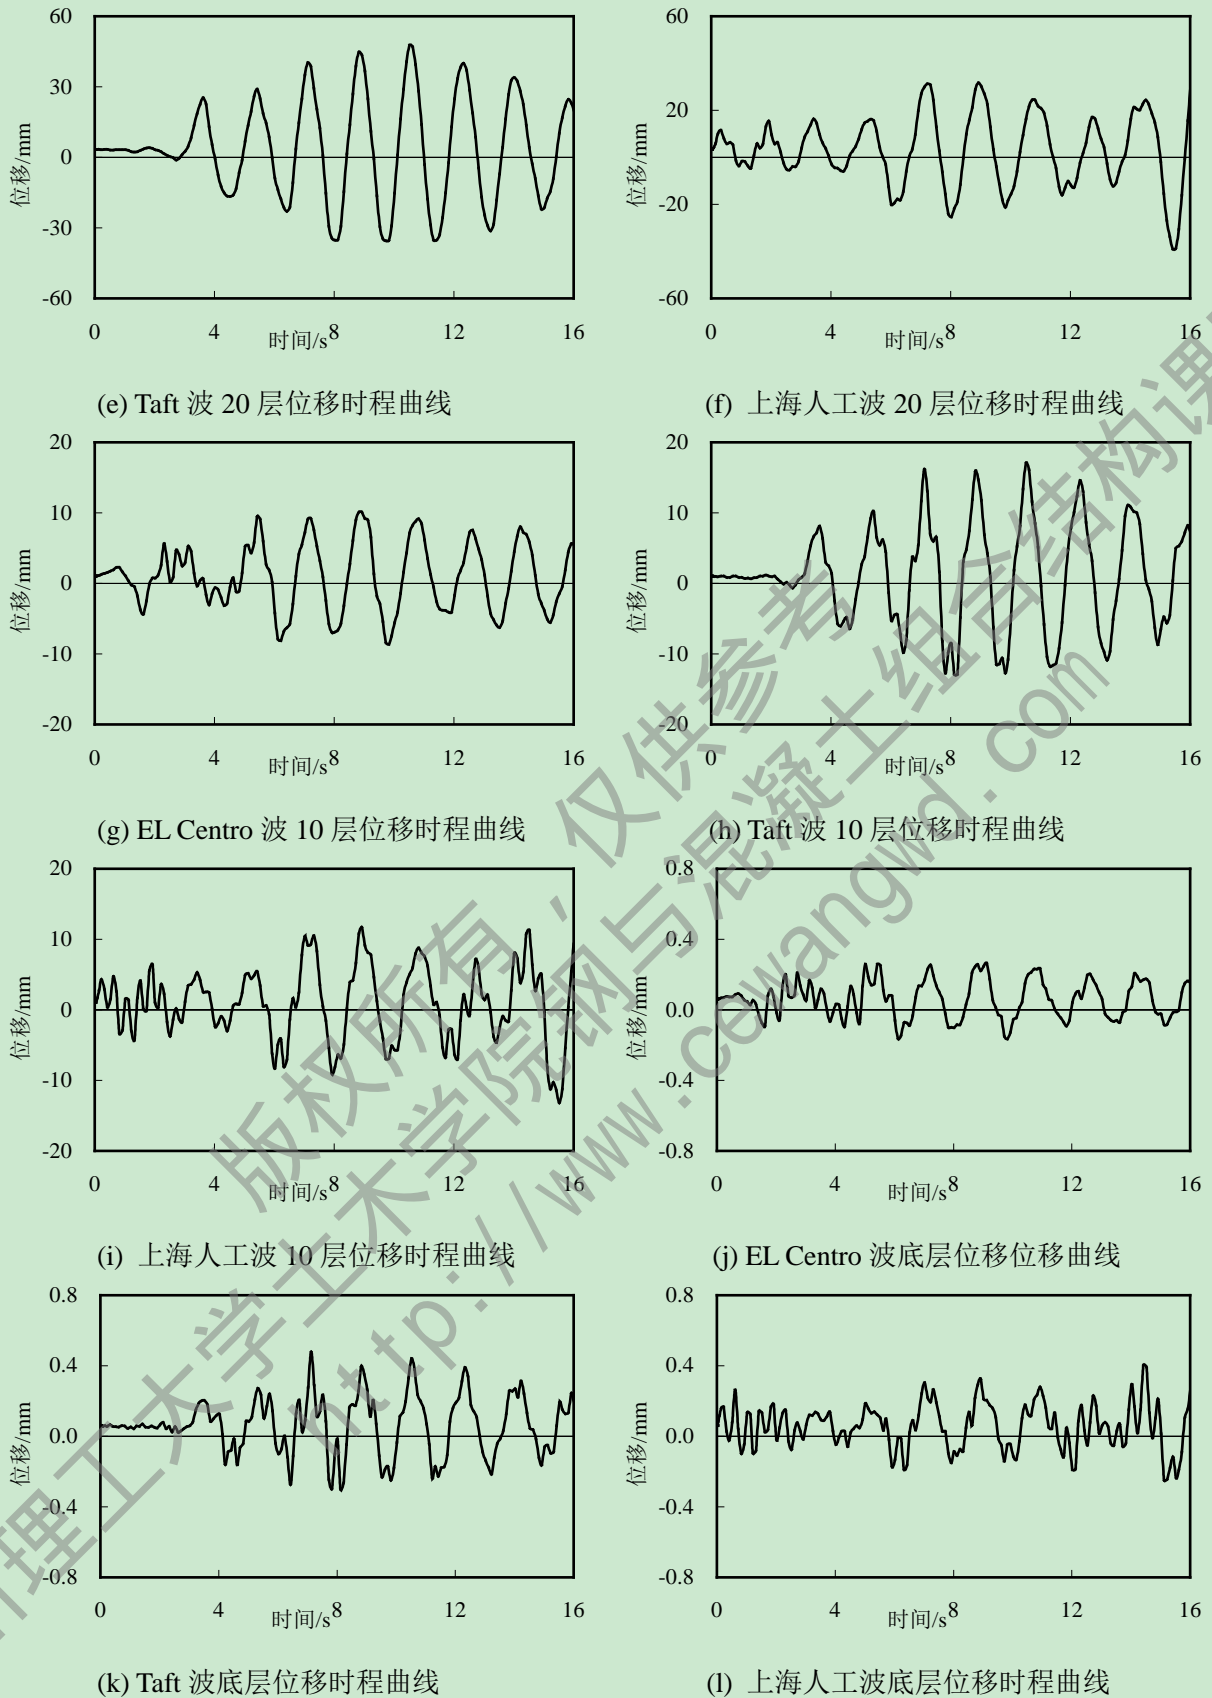 60
30
0
-30
-60
位移/mm
0 4 8 12 16
时间/s
(e) Taft 波 20 层位移时程曲线
60
20
-20
-60
位移/mm
0 4 8 12 16
时间/s
(f) 上海人工波 20 层位移时程曲线
20
10
0
-10
-20
位移/mm
0 4 8 12 16
时间/s
(g) EL Centro 波 10 层位移时程曲线
20
10
0
-10
-20
位移/mm
0 4 8 12 16
时间/s
(h) Taft 波 10 层位移时程曲线
20
10
0
-10
-20
位移/mm
0 4 8 12 16
时间/s
(i) 上海人工波 10 层位移时程曲线
0.8
0.4
0.0
-0.4
-0.8
位移/mm
0 4 8 12 16
时间/s
(j) EL Centro 波底层位移位移曲线
0.8
0.4
0.0
-0.4
-0.8
位移/mm
0 4 8 12 16
时间/s
(k) Taft 波底层位移时程曲线
0.8
0.4
0.0
-0.4
-0.8
位移/mm
0 4 8 12 16
时间/s
(l) 上海人工波底层位移时程曲线
版权所有，仅供参考
理工大学土木学院钢与混凝土组合结构课
http://www.cewangwd.com